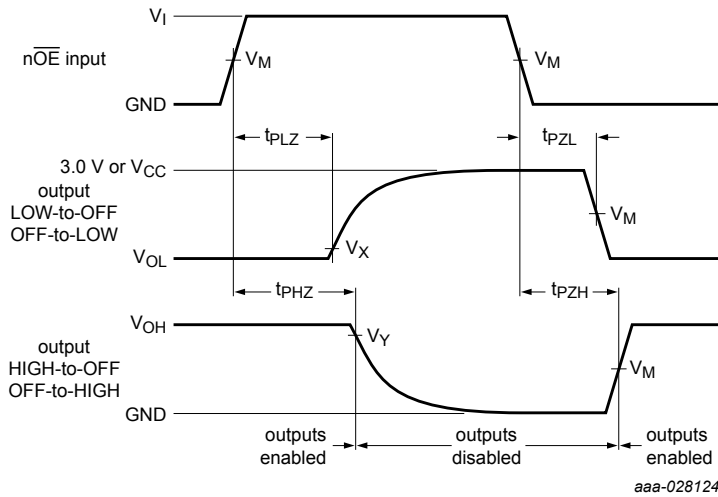 V_I
nOE input
V_M
V_M
GND
t_PLZ
t_PZL
3.0 V or V_CC
output
LOW-to-OFF
OFF-to-LOW
V_M
V_X
V_OL
t_PHZ
t_PZH
V_OH
V_Y
output
HIGH-to-OFF
OFF-to-HIGH
V_M
GND
outputs
enabled
outputs
disabled
outputs
enabled
aaa-028124